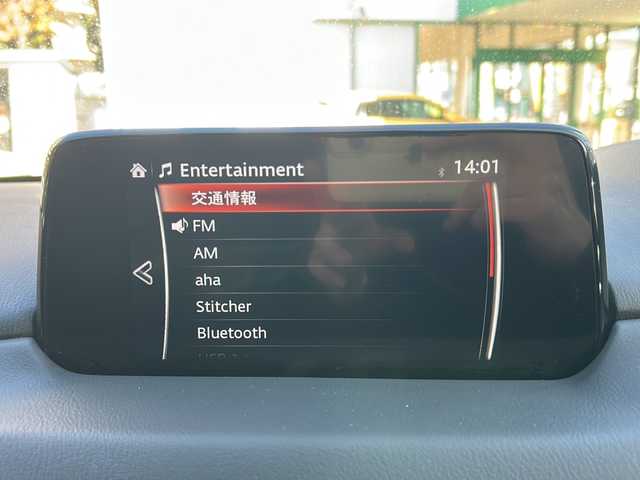 Entertainment 14:01
交通情報
FM
AM
aha
Stitcher
Bluetooth